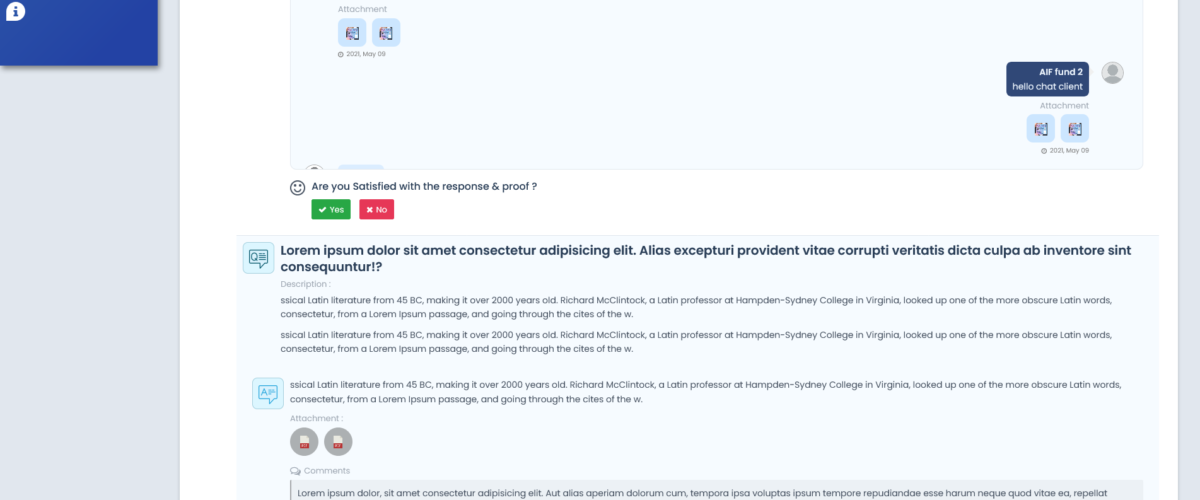 Attachment
2021, May 09
AIF fund 2
hello chat client
Attachment
2021, May 09
Are you Satisfied with the response & proof ?
Yes
No
Lorem ipsum dolor sit amet consectetur adipisicing elit. Alias excepturi provident vitae corrupti veritatis dicta culpa ab inventore sint
consequuntur!?
Description :
ssical Latin literature from 45 BC, making it over 2000 years old. Richard McClintock, a Latin professor at Hampden-Sydney College in Virginia, looked up one of the more obscure Latin words,
consectetur, from a Lorem Ipsum passage, and going through the cites of the w.
ssical Latin literature from 45 BC, making it over 2000 years old. Richard McClintock, a Latin professor at Hampden-Sydney College in Virginia, looked up one of the more obscure Latin words,
consectetur, from a Lorem Ipsum passage, and going through the cites of the w.
ssical Latin literature from 45 BC, making it over 2000 years old. Richard McClintock, a Latin professor at Hampden-Sydney College in Virginia, looked up one of the more obscure Latin words,
consectetur, from a Lorem Ipsum passage, and going through the cites of the w.
Attachment :
Comments
Lorem ipsum dolor, sit amet consectetur adipisicing elit. Aut alias aperiam dolorum cum, tempora ipsa voluptas ipsum tempore repudiandae esse harum neque quod vitae ea, repellat